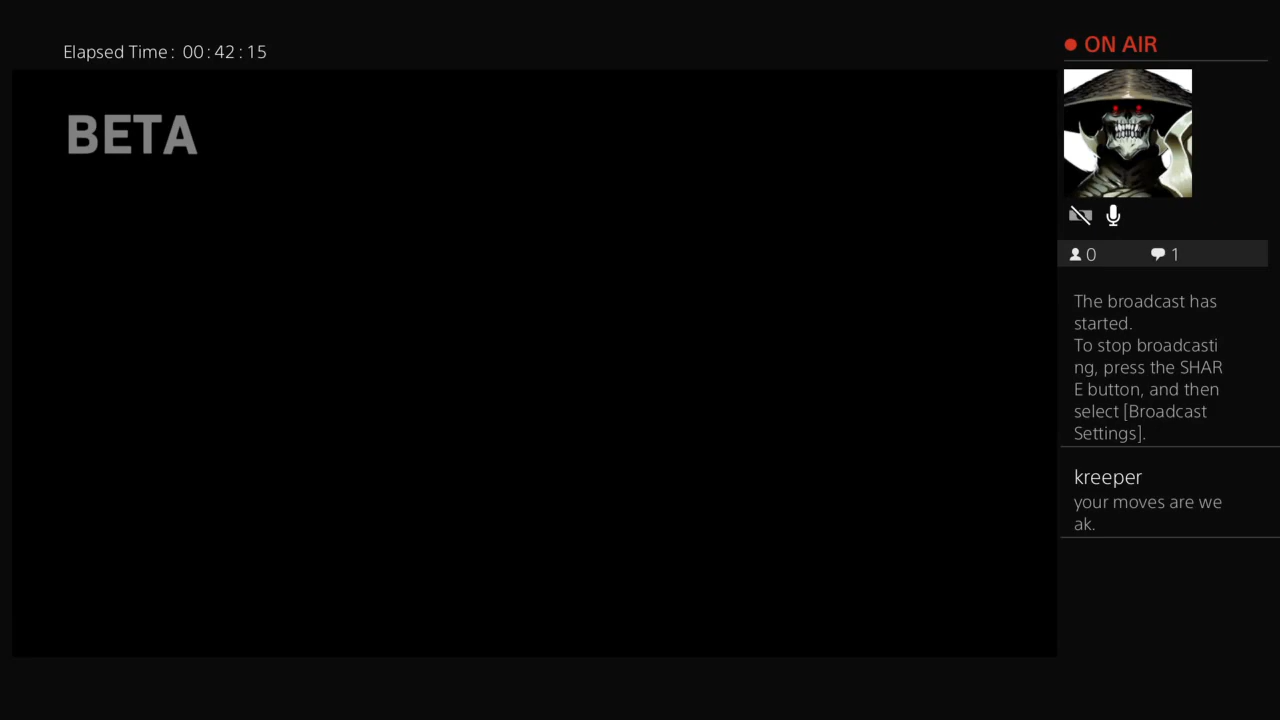 Elapsed Time: 00:42:15
ON AIR
BETA
0
1
The broadcast has
started.
To stop broadcasti
ng, press the SHAR
E button, and then
select [Broadcast
Settings].
kreeper
your moves are we
ak.